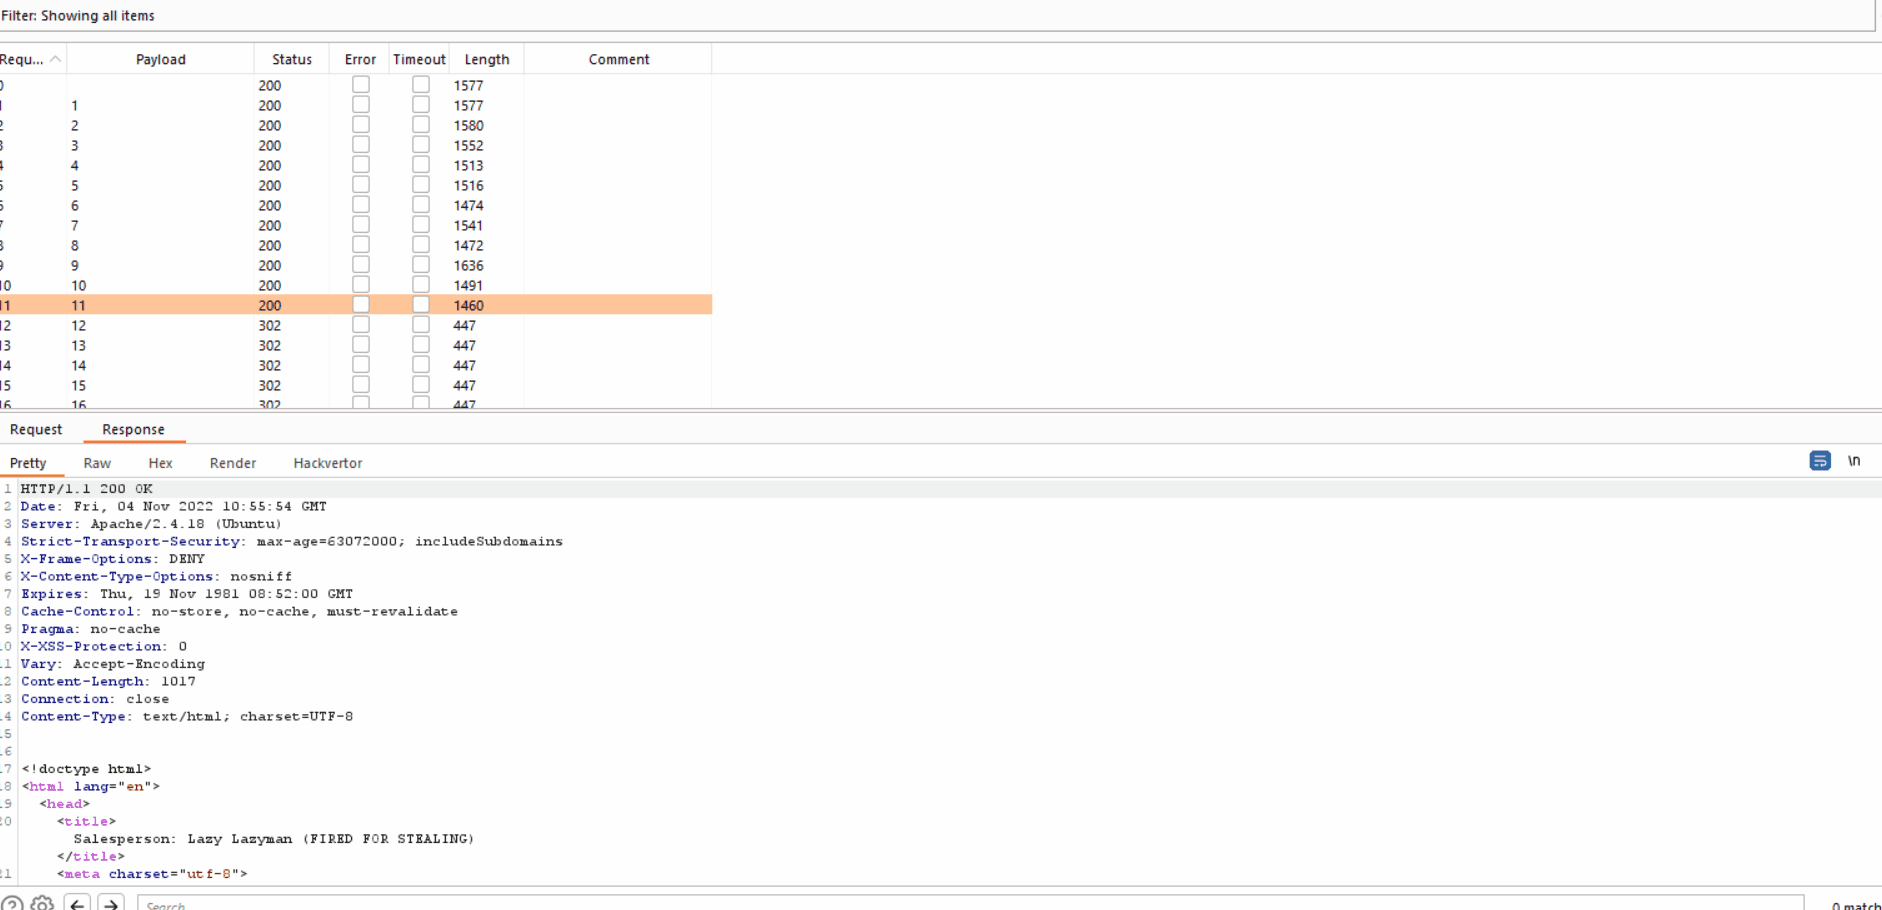 Filter: Showing all items
Requ... Payload Status Error Timeout Length Comment
0 200 1577
1 1 200 1577
2 2 200 1580
3 3 200 1552
4 4 200 1513
5 5 200 1516
6 6 200 1474
7 7 200 1541
8 8 200 1472
9 9 200 1636
10 10 200 1491
11 11 200 1460
12 12 302 447
13 13 302 447
14 14 302 447
15 15 302 447
16 16 302 447
Request Response
Pretty Raw Hex Render Hackvertor \n
1 HTTP/1.1 200 OK
2 Date: Fri, 04 Nov 2022 10:55:54 GMT
3 Server: Apache/2.4.18 (Ubuntu)
4 Strict-Transport-Security: max-age=63072000; includeSubdomains
5 X-Frame-Options: DENY
6 X-Content-Type-Options: nosniff
7 Expires: Thu, 19 Nov 1981 08:52:00 GMT
8 Cache-Control: no-store, no-cache, must-revalidate
9 Pragma: no-cache
10 X-XSS-Protection: 0
11 Vary: Accept-Encoding
12 Content-Length: 1017
13 Connection: close
14 Content-Type: text/html; charset=UTF-8
15
16
17 <!doctype html>
18 <html lang="en">
19 <head>
20 <title>
Salesperson: Lazy Lazyman (FIRED FOR STEALING)
</title>
21 <meta charset="utf-8">
Search... 0 match